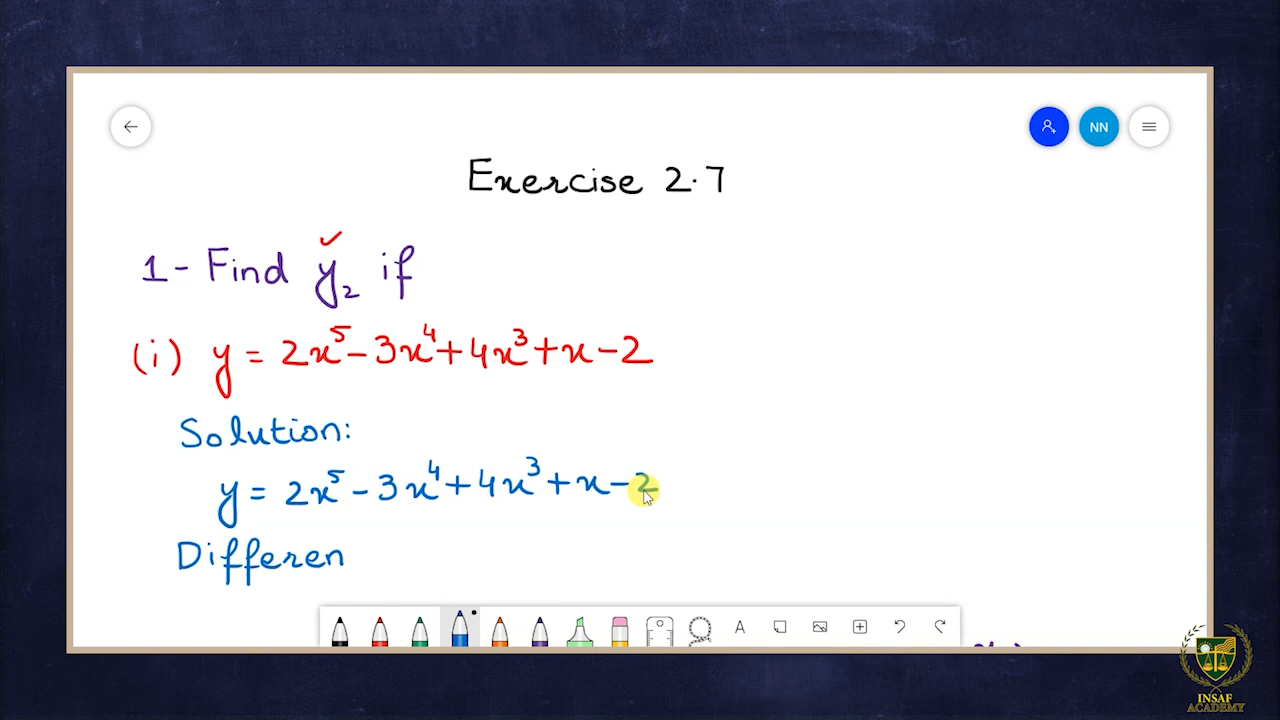 NN
Exercise 2.7
1- Find y₂ if
(i) y = 2x⁵ - 3x⁴ + 4x³ + x - 2
Solution:
y = 2x⁵ - 3x⁴ + 4x³ + x - 2
Differen
A
INSAF
ACADEMY